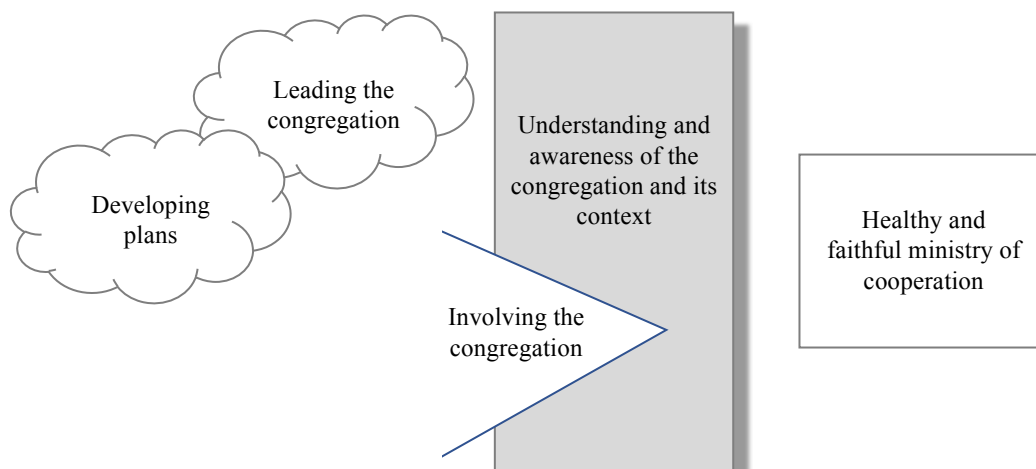 Leading the
congregation
Developing
plans
Understanding and
awareness of the
congregation and its
context
Involving the
congregation
Healthy and
faithful ministry of
cooperation